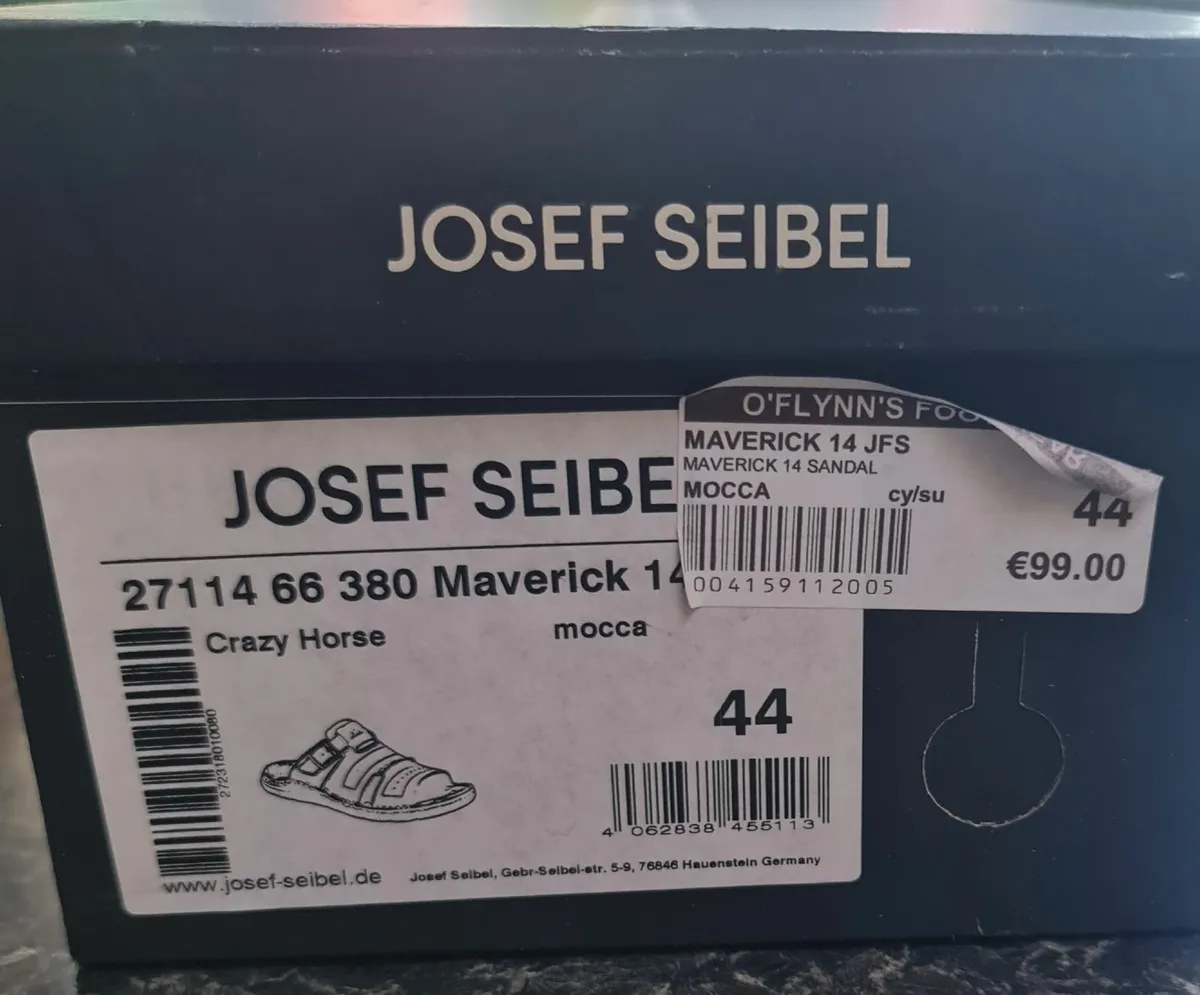 JOSEF SEIBEL
O'FLYNN'S FOO
MAVERICK 14 JFS
MAVERICK 14 SANDAL
MOCCA cy/su 44
€99.00
004159112005
JOSEF SEIBE
27114 66 380 Maverick 14
Crazy Horse mocca
44
272318010080
4 062838 455113
www.josef-seibel.de
Josef Seibel, Gebr-Seibel-str. 5-9, 76846 Hauenstein Germany